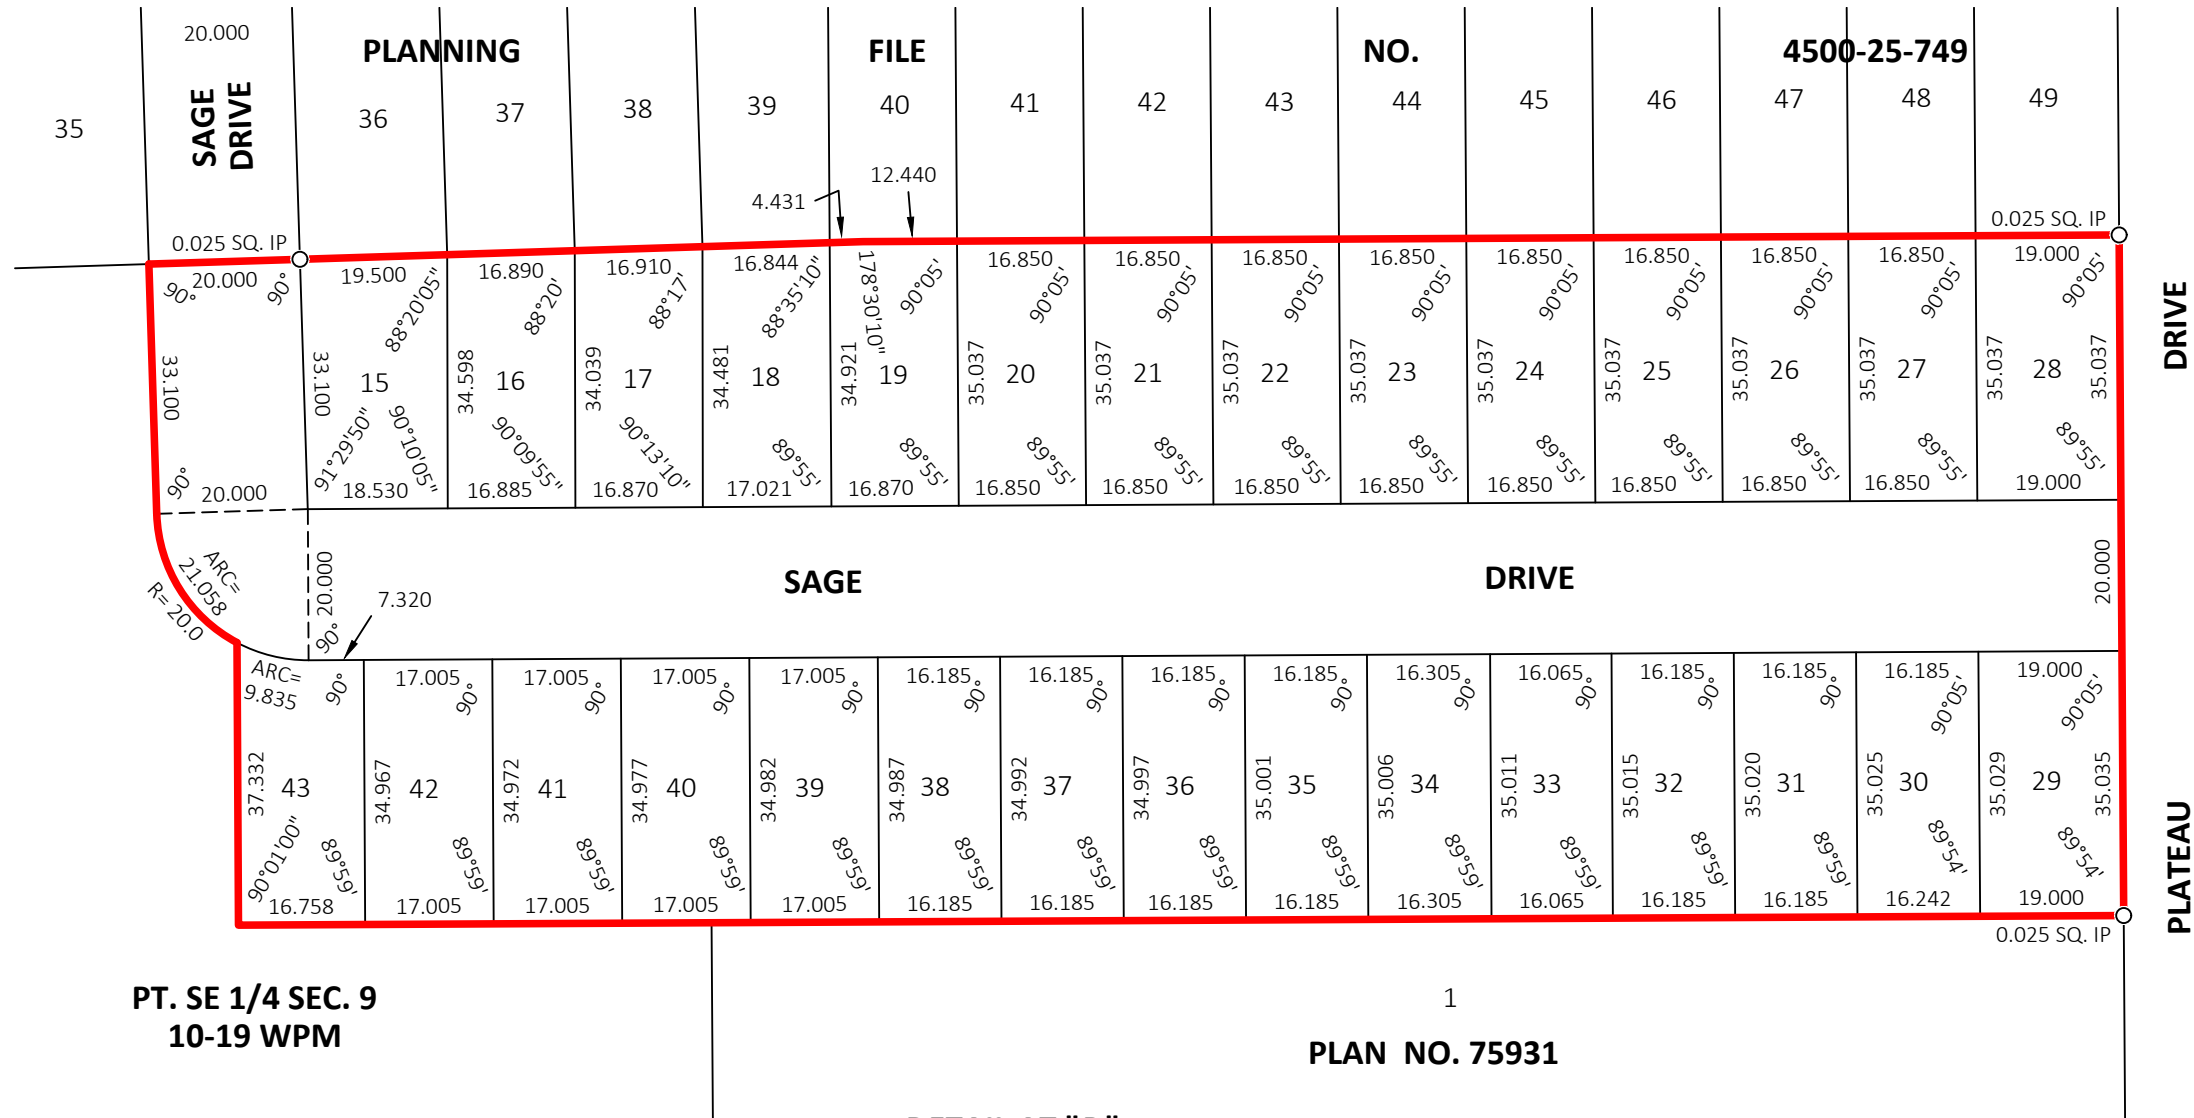 20.000
PLANNING FILE NO. 4500-25-749
SAGE
DRIVE
35 36 37 38 39 40 41 42 43 44 45 46 47 48 49
4.431 12.440
0.025 SQ. IP 0.025 SQ. IP
20.000 19.500 16.890 16.910 16.844 16.850 16.850 16.850 16.850 16.850 16.850 16.850 16.850 19.000
90° 90° 88°20'05" 88°20' 88°17' 88°35'10" 178°30'10" 90°05' 90°05' 90°05' 90°05' 90°05' 90°05' 90°05' 90°05' 90°05' 90°05'
33.100 33.100 34.598 34.039 34.481 34.921 35.037 35.037 35.037 35.037 35.037 35.037 35.037 35.037 35.037 35.037
15 16 17 18 19 20 21 22 23 24 25 26 27 28
90° 91°29'50" 90°10'05" 90°09'55" 90°13'10" 89°55' 89°55' 89°55' 89°55' 89°55' 89°55' 89°55' 89°55' 89°55' 89°55' 89°55'
20.000 18.530 16.885 16.870 17.021 16.870 16.850 16.850 16.850 16.850 16.850 16.850 16.850 16.850 19.000
DRIVE
ARC=
21.058
R= 20.0
20.000
90°
7.320
SAGE DRIVE
20.000
ARC=
9.835
17.005 17.005 17.005 17.005 16.185 16.185 16.185 16.185 16.305 16.065 16.185 16.185 16.185 19.000
90° 90° 90° 90° 90° 90° 90° 90° 90° 90° 90° 90° 90° 90°05' 90°05'
37.332 34.967 34.972 34.977 34.982 34.987 34.992 34.997 35.001 35.006 35.011 35.015 35.020 35.025 35.029 35.035
43 42 41 40 39 38 37 36 35 34 33 32 31 30 29
90°01'00" 89°59' 89°59' 89°59' 89°59' 89°59' 89°59' 89°59' 89°59' 89°59' 89°59' 89°59' 89°59' 89°59' 89°54' 89°54'
16.758 17.005 17.005 17.005 17.005 16.185 16.185 16.185 16.185 16.305 16.065 16.185 16.185 16.242 19.000
PLATEAU
0.025 SQ. IP
PT. SE 1/4 SEC. 9
10-19 WPM
1
PLAN NO. 75931